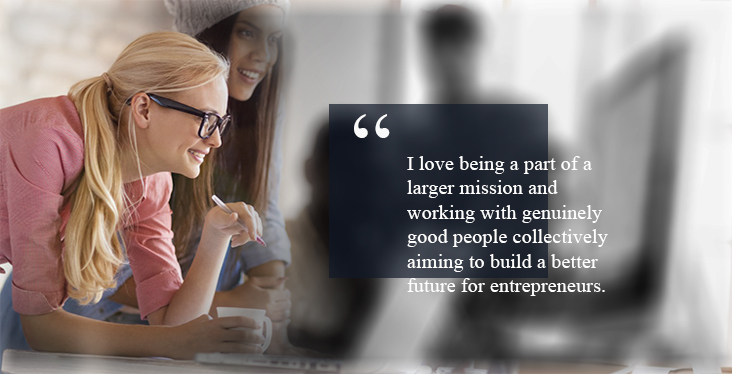 “
I love being a part of a
larger mission and
working with genuinely
good people collectively
aiming to build a better
future for entrepreneurs.